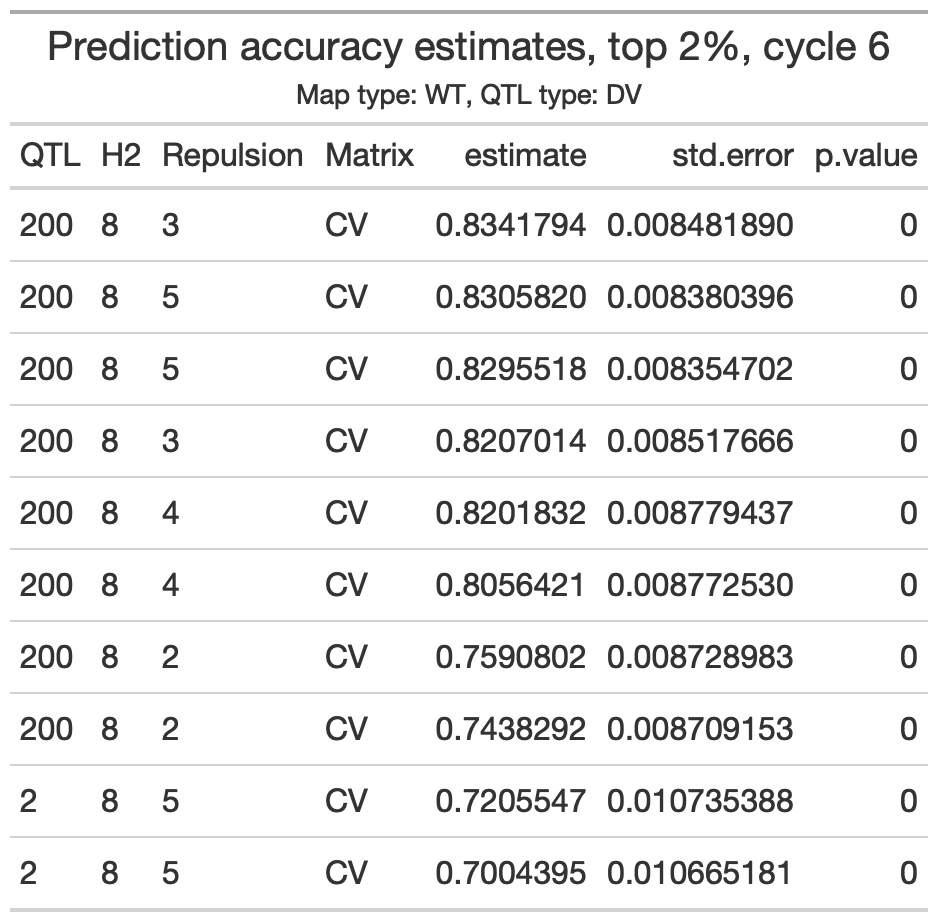 Prediction accuracy estimates, top 2%, cycle 6
Map type: WT, QTL type: DV
QTL H2 Repulsion Matrix estimate std.error p.value
200 8 3 CV 0.8341794 0.008481890 0
200 8 5 CV 0.8305820 0.008380396 0
200 8 5 CV 0.8295518 0.008354702 0
200 8 3 CV 0.8207014 0.008517666 0
200 8 4 CV 0.8201832 0.008779437 0
200 8 4 CV 0.8056421 0.008772530 0
200 8 2 CV 0.7590802 0.008728983 0
200 8 2 CV 0.7438292 0.008709153 0
2 8 5 CV 0.7205547 0.010735388 0
2 8 5 CV 0.7004395 0.010665181 0